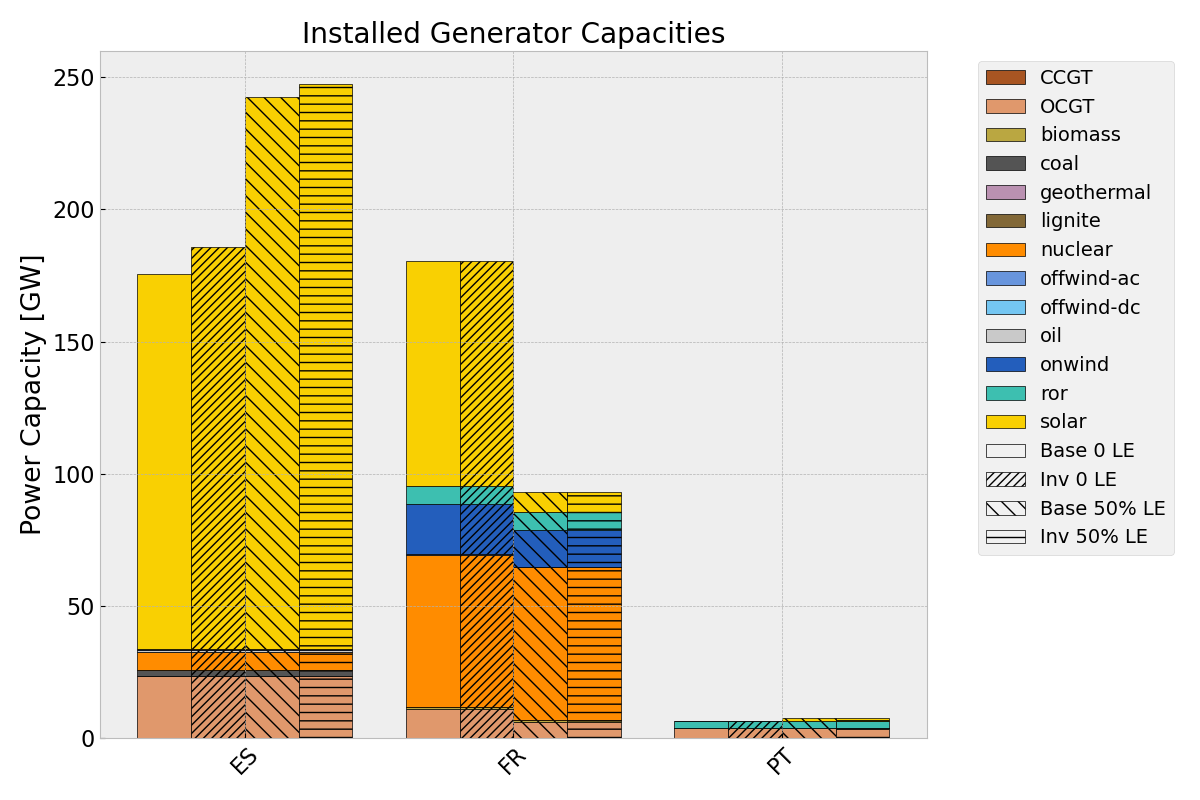 Installed Generator Capacities
Power Capacity [GW]
250
200
150
100
50
0
ES
FR
PT
CCGT
OCGT
biomass
coal
geothermal
lignite
nuclear
offwind-ac
offwind-dc
oil
onwind
ror
solar
Base 0 LE
Inv 0 LE
Base 50% LE
Inv 50% LE